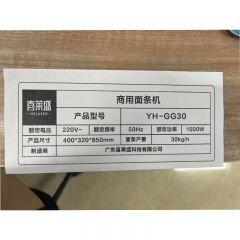 喜莱盛
HELAXEN
商用面条机
产品型号 YH-GG30
额定电压 220V~ 额定频率 50Hz 额定功率 1500W
产品尺寸 400*320*850mm 面条产量 30kg/h
制造商 广东喜莱盛科技有限公司